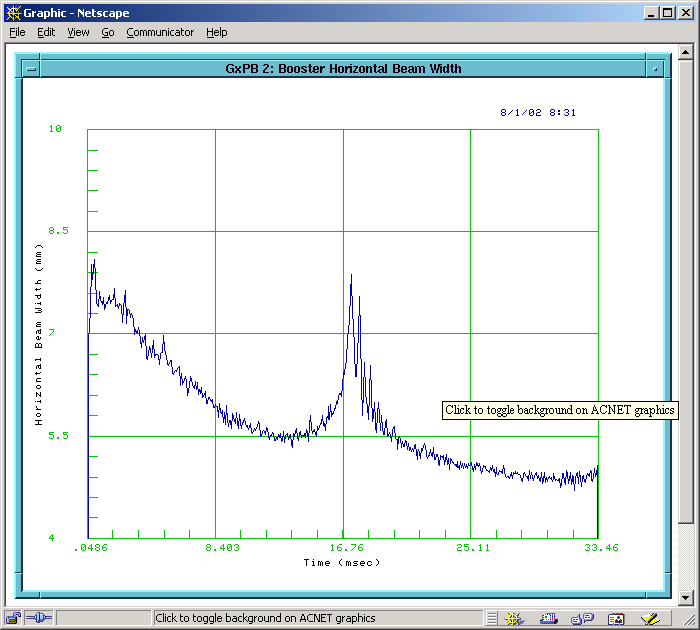 Graphic - Netscape
File Edit View Go Communicator Help
GxPB 2: Booster Horizontal Beam Width
8/1/02 8:31
10
8.5
7
5.5
4
Horizontal Beam Width (mm)
Click to toggle background on ACNET graphics
.0486 8.403 16.76 25.11 33.46
Time (msec)
Click to toggle background on ACNET graphics